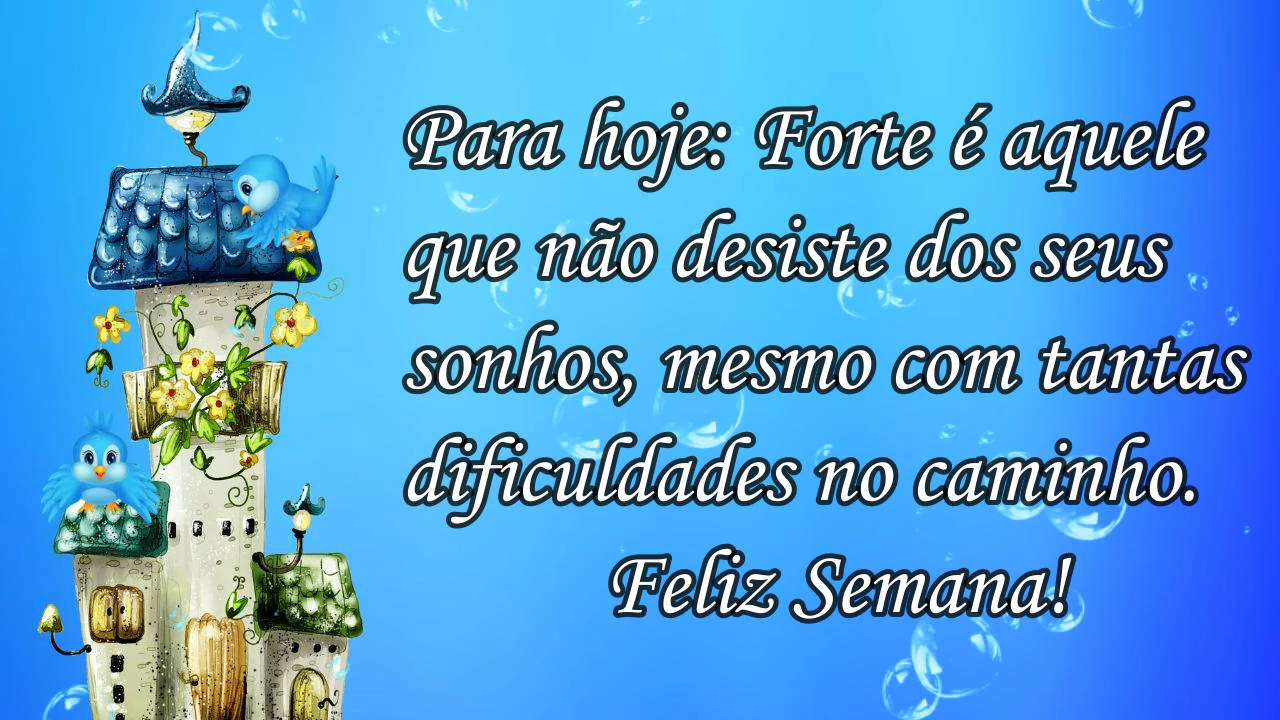 Para hoje: Forte é aquele
que não desiste dos seus
sonhos, mesmo com tantas
dificuldades no caminho.
Feliz Semana!